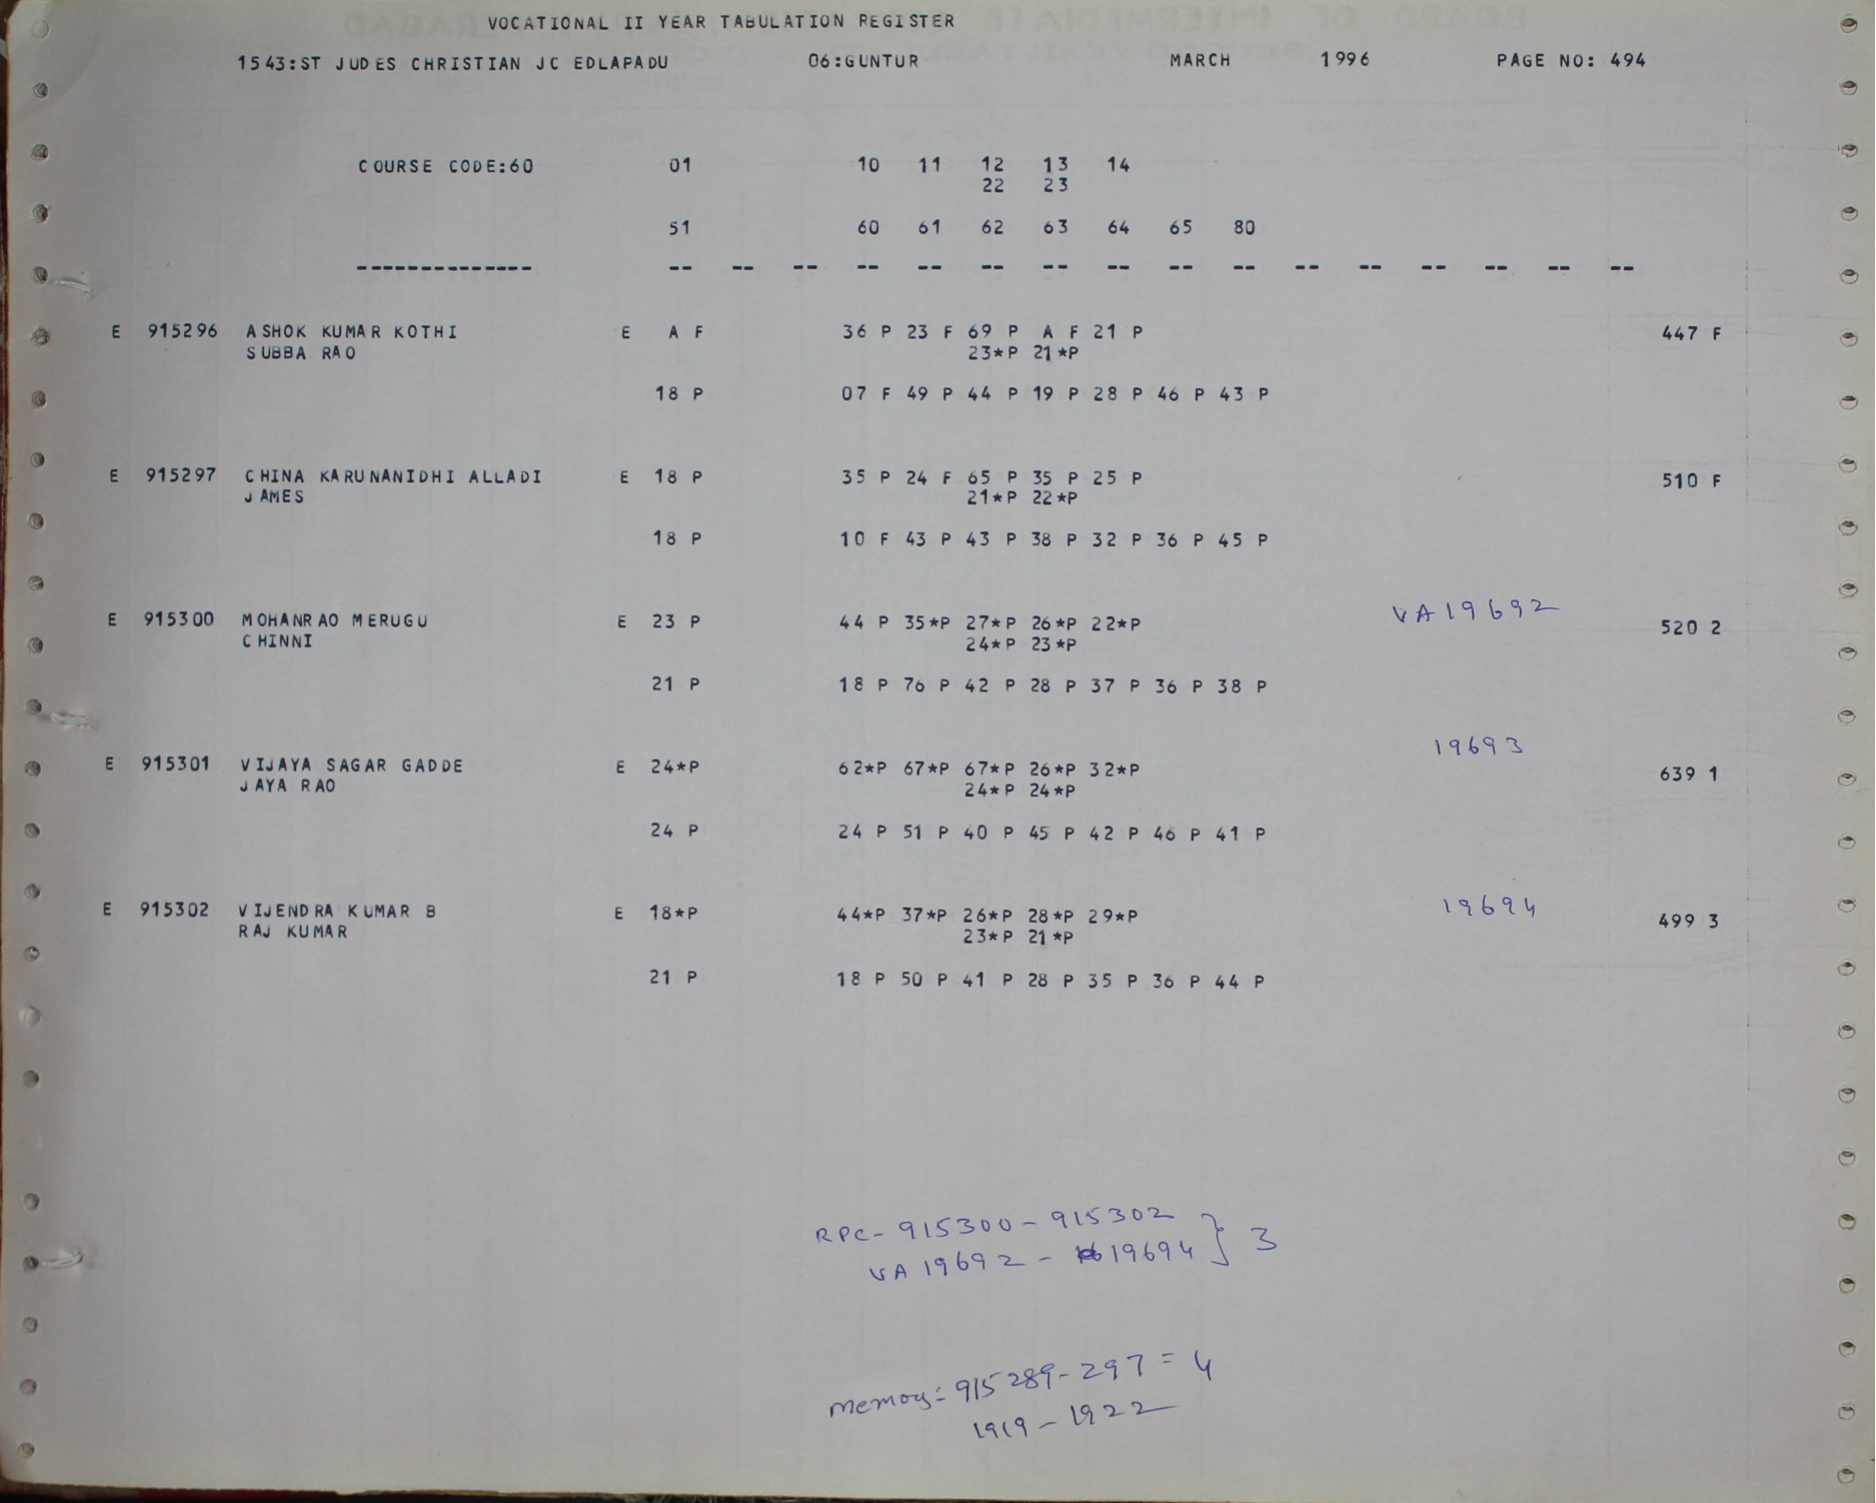 VOCATIONAL II YEAR TABULATION REGISTER
1543:ST JUDES CHRISTIAN JC EDLAPADU 06:GUNTUR MARCH 1996 PAGE NO: 494
COURSE CODE:60 01 10 11 12 13 14
22 23
51 60 61 62 63 64 65 80
-------------- -- -- -- -- -- -- -- -- -- -- -- -- -- -- -- --
E 915296 ASHOK KUMAR KOTHI E A F 36 P 23 F 69 P A F 21 P 447 F
SUBBA RAO 23*P 21*P
18 P 07 F 49 P 44 P 19 P 28 P 46 P 43 P
E 915297 CHINA KARUNANIDHI ALLADI E 18 P 35 P 24 F 65 P 35 P 25 P 510 F
JAMES 21*P 22*P
18 P 10 F 43 P 43 P 38 P 32 P 36 P 45 P
VA19692
E 915300 MOHANRAO MERUGU E 23 P 44 P 35*P 27*P 26*P 22*P 520 2
CHINNI 24*P 23*P
21 P 18 P 76 P 42 P 28 P 37 P 36 P 38 P
19693
E 915301 VIJAYA SAGAR GADDE E 24*P 62*P 67*P 67*P 26*P 32*P 639 1
JAYA RAO 24*P 24*P
24 P 24 P 51 P 40 P 45 P 42 P 46 P 41 P
19694
E 915302 VIJENDRA KUMAR B E 18*P 44*P 37*P 26*P 28*P 29*P 499 3
RAJ KUMAR 23*P 21*P
21 P 18 P 50 P 41 P 28 P 35 P 36 P 44 P
RPC- 915300 - 915302
VA 19692 - 19694 } 3
memos: 915289-297 = 4
1919 - 1922